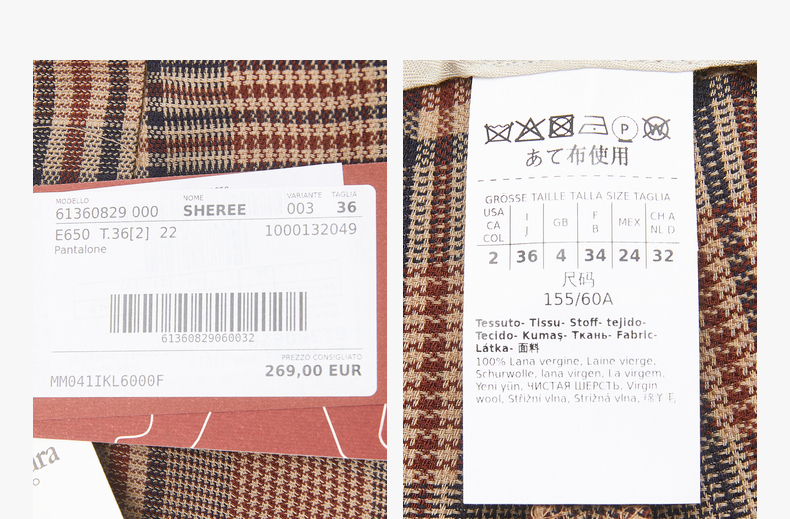 MODELLO NOME VARIANTE TAGLIA
61360829 000 SHEREE 003 36
E650 T.36[2] 22 1000132049
Pantalone
61360829060032
PREZZO CONSIGLIATO
MM041IKL6000F 269,00 EUR
P W
あて布使用
GRÖSSE TAILLE TALLA SIZE TAGLIA
USA CA COL I J GB F B MEX CH A NL D
2 36 4 34 24 32
尺码
155/60A
Tessuto- Tissu- Stoff- tejido-
Tecido- Kumaş- Ткань- Fabric-
Látka- 面料
100% Lana vergine, Laine vierge,
Schurwolle, lana virgen, Lã virgem,
Yeni yün, ЧИСТАЯ ШЕРСТЬ, Virgin
wool, Střižní vlna, Strižná vlna,